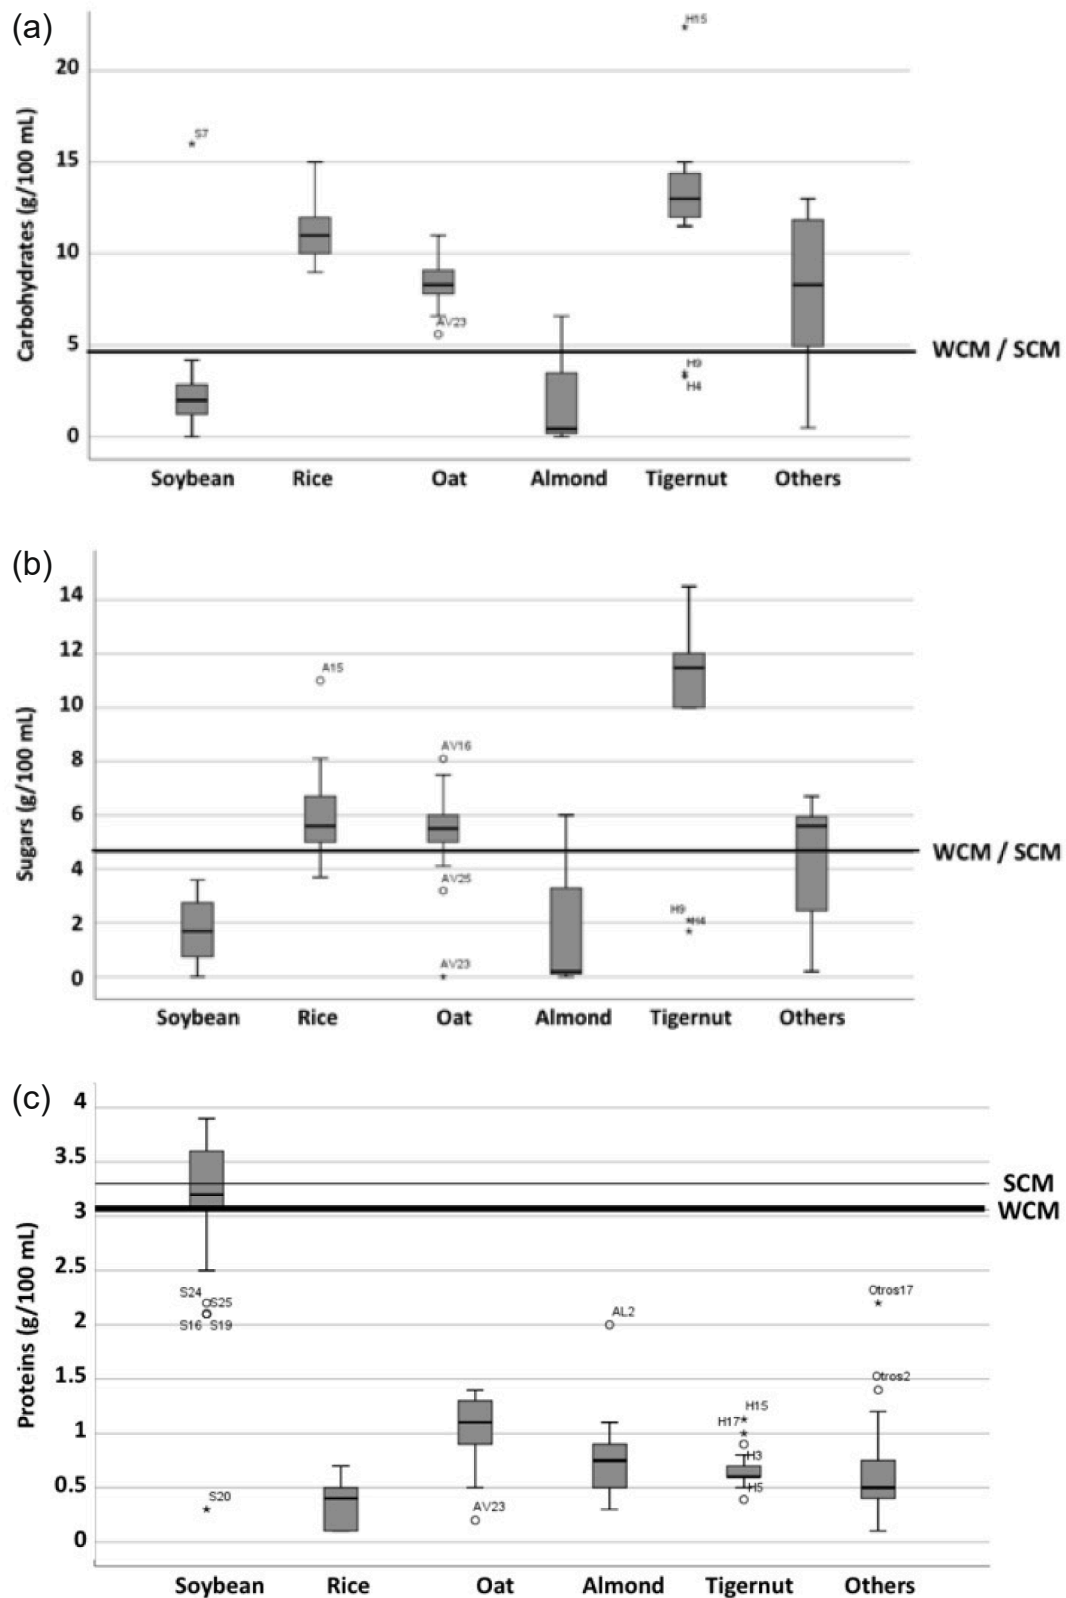 (a)
H15
20
S7
15
10
AV23
5
WCM / SCM
H9
H4
0
Carbohydrates (g/100 mL)
Soybean Rice Oat Almond Tigernut Others
(b)
14
12
A15
10
AV16
8
6
WCM / SCM
4
AV25
H9 H4
2
AV23
0
Sugars (g/100 mL)
Soybean Rice Oat Almond Tigernut Others
(c)
4
3.5
SCM
3
WCM
2.5
S24
S25
Otros17
S16 S19
2
AL2
1.5
Otros2
H15
H17
1
H3
0.5
H5
AV23
S20
0
Proteins (g/100 mL)
Soybean Rice Oat Almond Tigernut Others